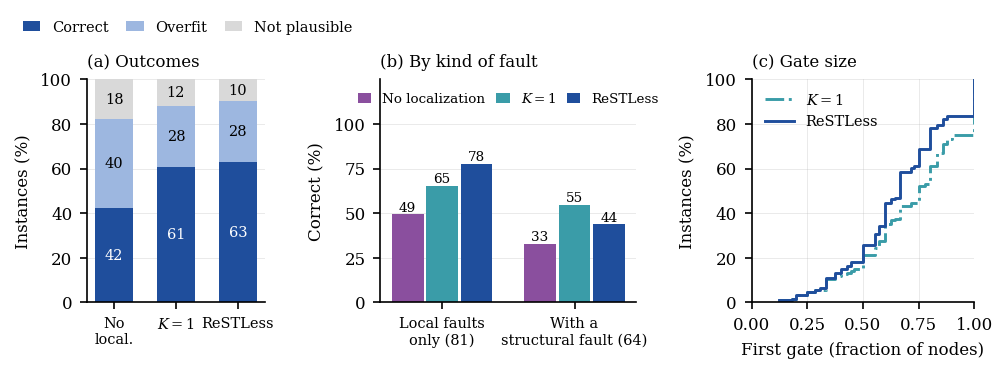 Correct Overfit Not plausible
(a) Outcomes
Instances (%)
100
80
60
40
20
0
18
40
42
12
28
61
10
28
63
No local.
K = 1
ReSTLess
(b) By kind of fault
No localization K = 1 ReSTLess
Correct (%)
100
75
50
25
0
49
65
78
33
55
44
Local faults
only (81)
With a
structural fault (64)
(c) Gate size
K = 1
ReSTLess
Instances (%)
100
80
60
40
20
0
0.00 0.25 0.50 0.75 1.00
First gate (fraction of nodes)